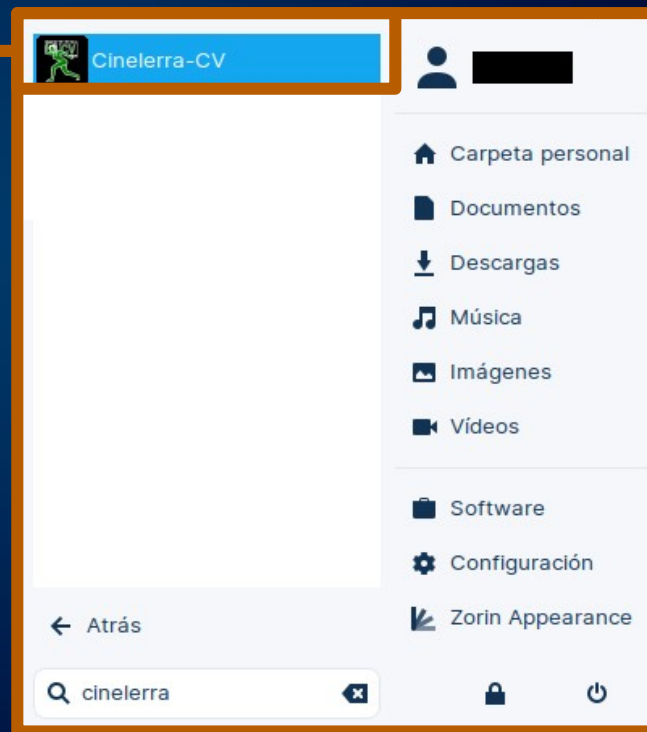 Cinelerra-CV
Carpeta personal
Documentos
Descargas
Música
Imágenes
Vídeos
Software
Configuración
Zorin Appearance
Atrás
cinelerra